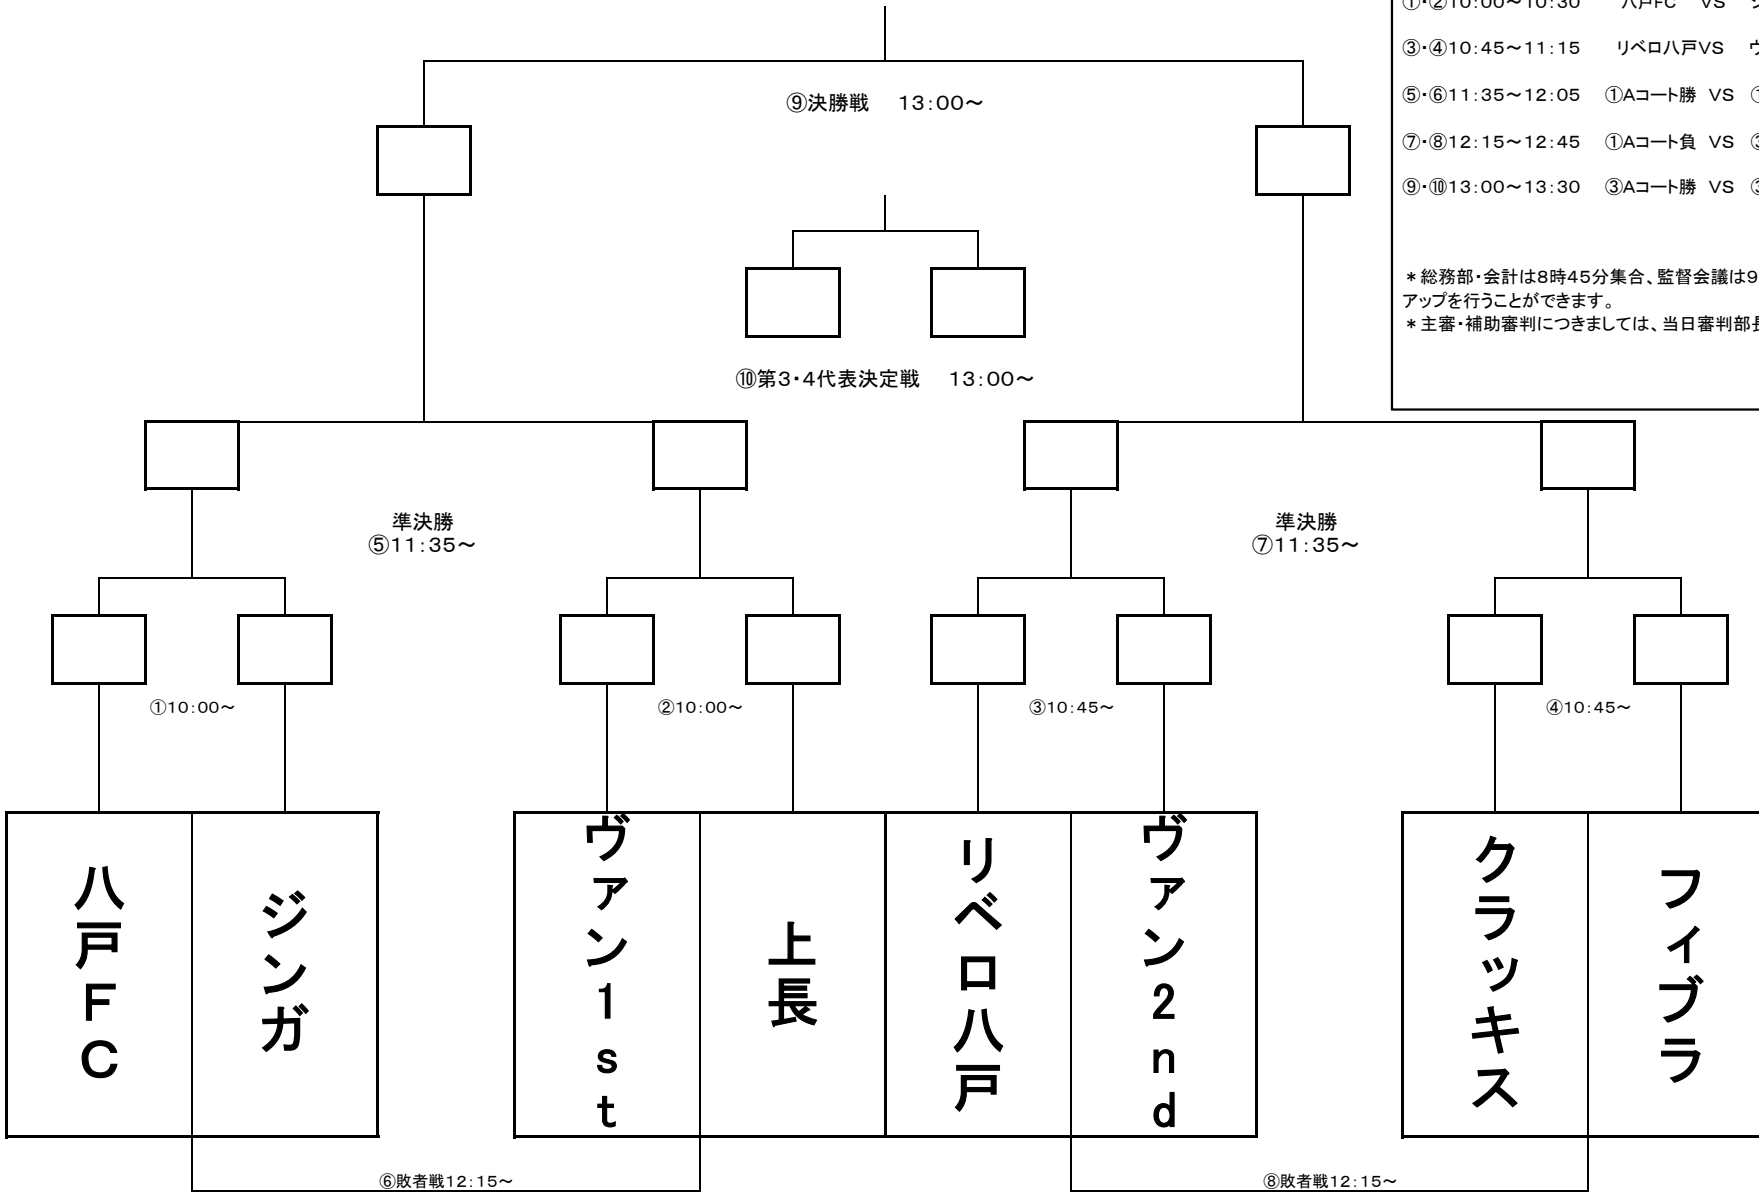 ①・②10:00～10:30　八戸FC　VS
③・④10:45～11:15　リベロ八戸VS
⑤・⑥11:35～12:05　①Aコート勝 VS
⑦・⑧12:15～12:45　①Aコート負 VS
⑨・⑩13:00～13:30　③Aコート勝 VS
＊総務部・会計は8時45分集合、監督会議は9
アップを行うことができます。
＊主審・補助審判につきましては、当日審判部長
⑨決勝戦　13:00～
⑩第3・4代表決定戦　13:00～
準決勝
⑤11:35～
準決勝
⑦11:35～
①10:00～
②10:00～
③10:45～
④10:45～
八戸FC
ジンガ
ヴァン1st
上長
リベロ八戸
ヴァン2nd
クラッキス
フィブラ
⑥敗者戦12:15～
⑧敗者戦12:15～